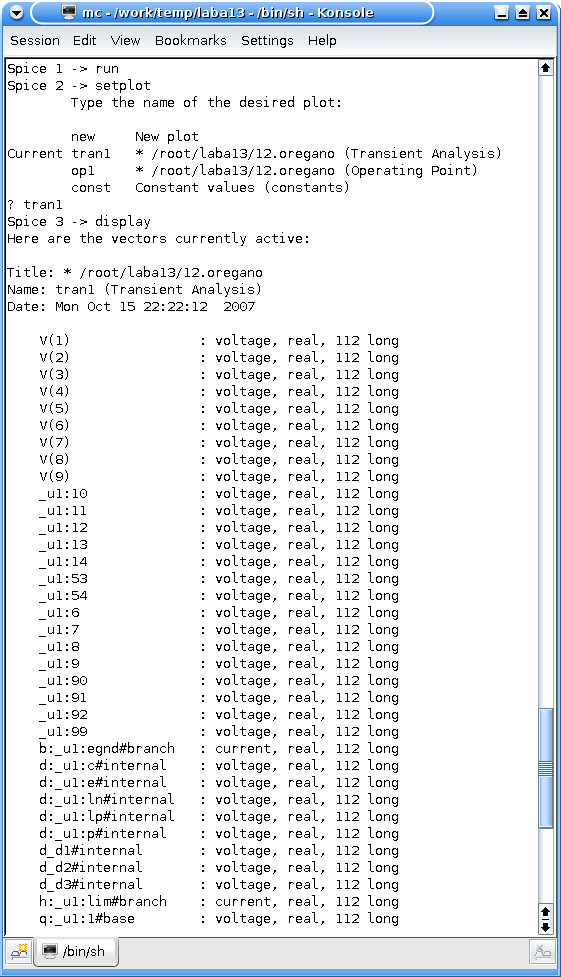 mc - /work/temp/laba13 - /bin/sh - Konsole
Session Edit View Bookmarks Settings Help
Spice 1 -> run
Spice 2 -> setplot
        Type the name of the desired plot:

        new     New plot
Current tran1   * /root/laba13/12.oregano (Transient Analysis)
        op1     * /root/laba13/12.oregano (Operating Point)
        const   Constant values (constants)
? tran1
Spice 3 -> display
Here are the vectors currently active:

Title: * /root/laba13/12.oregano
Name: tran1 (Transient Analysis)
Date: Mon Oct 15 22:22:12  2007

    V(1)                : voltage, real, 112 long
    V(2)                : voltage, real, 112 long
    V(3)                : voltage, real, 112 long
    V(4)                : voltage, real, 112 long
    V(5)                : voltage, real, 112 long
    V(6)                : voltage, real, 112 long
    V(7)                : voltage, real, 112 long
    V(8)                : voltage, real, 112 long
    V(9)                : voltage, real, 112 long
    _u1:10              : voltage, real, 112 long
    _u1:11              : voltage, real, 112 long
    _u1:12              : voltage, real, 112 long
    _u1:13              : voltage, real, 112 long
    _u1:14              : voltage, real, 112 long
    _u1:53              : voltage, real, 112 long
    _u1:54              : voltage, real, 112 long
    _u1:6               : voltage, real, 112 long
    _u1:7               : voltage, real, 112 long
    _u1:8               : voltage, real, 112 long
    _u1:9               : voltage, real, 112 long
    _u1:90              : voltage, real, 112 long
    _u1:91              : voltage, real, 112 long
    _u1:92              : voltage, real, 112 long
    _u1:99              : voltage, real, 112 long
    b:_u1:egnd#branch   : current, real, 112 long
    d:_u1:c#internal    : voltage, real, 112 long
    d:_u1:e#internal    : voltage, real, 112 long
    d:_u1:ln#internal   : voltage, real, 112 long
    d:_u1:lp#internal   : voltage, real, 112 long
    d:_u1:p#internal    : voltage, real, 112 long
    d_d1#internal       : voltage, real, 112 long
    d_d2#internal       : voltage, real, 112 long
    d_d3#internal       : voltage, real, 112 long
    h:_u1:lim#branch    : current, real, 112 long
    q:_u1:1#base        : voltage, real, 112 long
/bin/sh